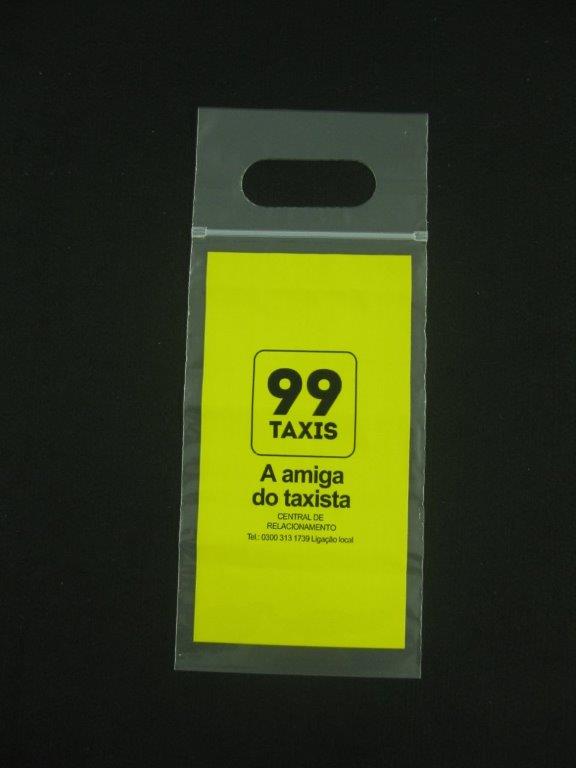 99
TAXIS
A amiga
do taxista
CENTRAL DE
RELACIONAMENTO
Tel.: 0300 313 1739 Ligação local